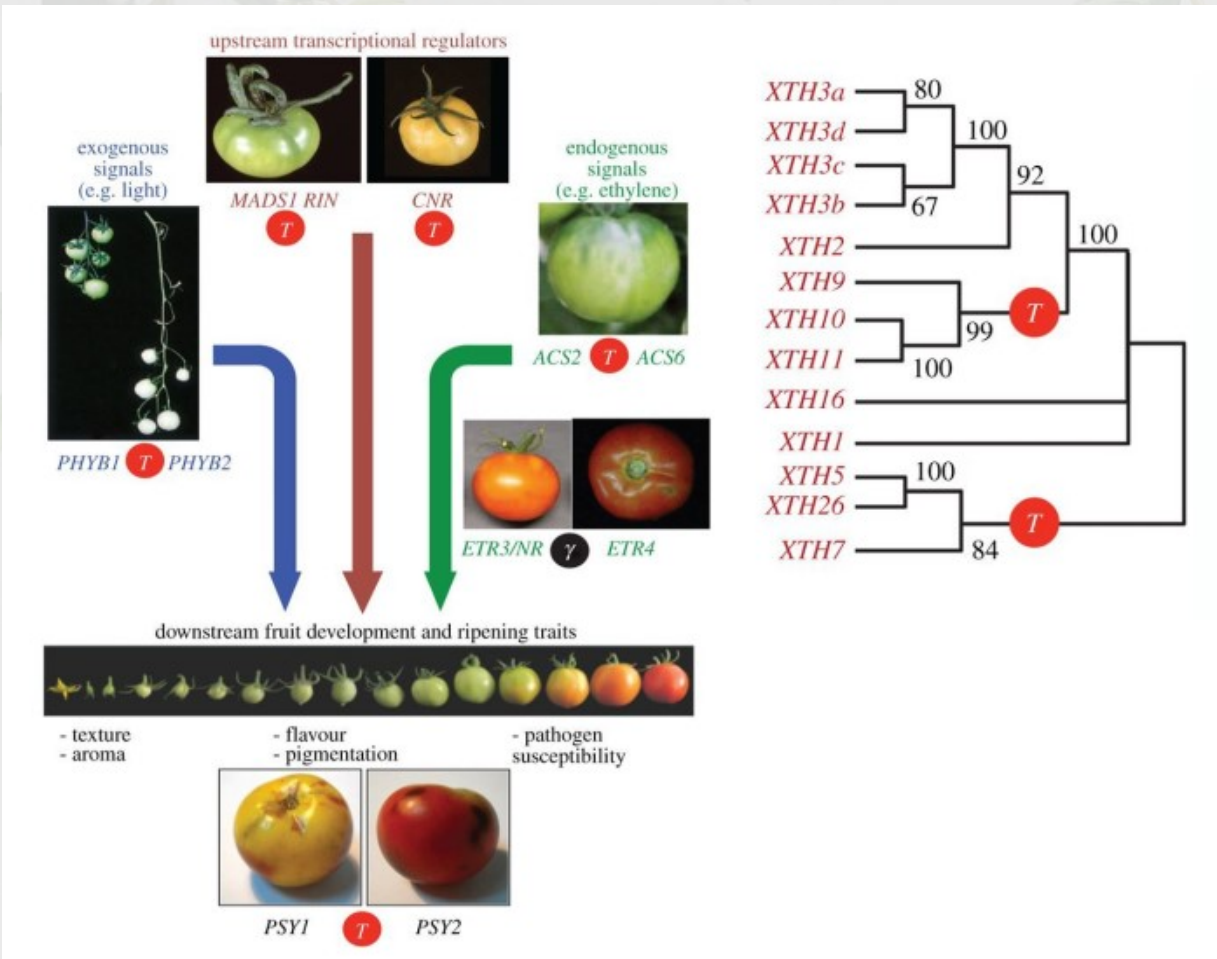 upstream transcriptional regulators
exogenous
signals
(e.g. light)
endogenous
signals
(e.g. ethylene)
MADS1 RIN
CNR
T
T
ACS2 T ACS6
PHYB1 T PHYB2
ETR3/NR γ ETR4
downstream fruit development and ripening traits
- texture
- aroma
- flavour
- pigmentation
- pathogen
susceptibility
PSY1 T PSY2
XTH3a
80
XTH3d
100
XTH3c
92
XTH3b
67
XTH2
100
XTH9
T
XTH10
99
XTH11
100
XTH16
XTH1
XTH5
100
XTH26
T
XTH7
84